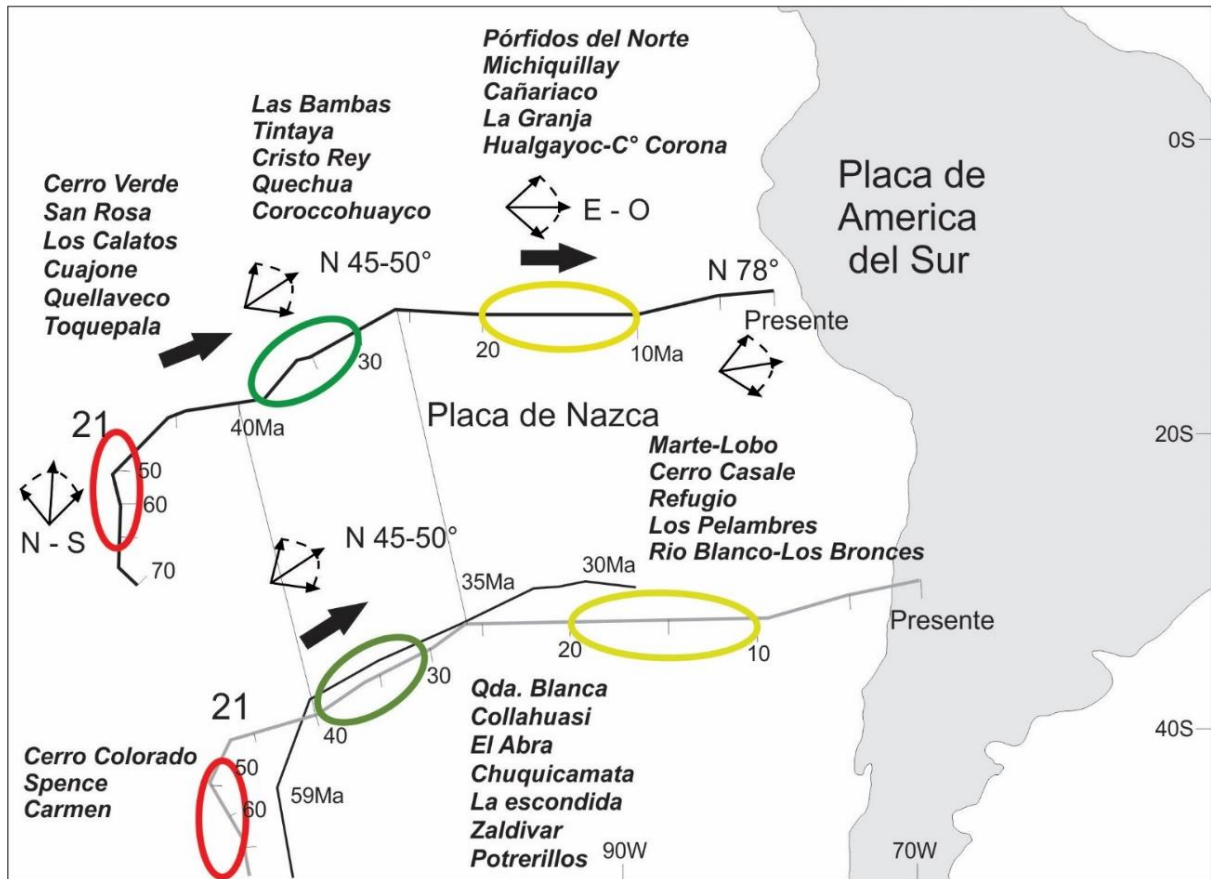 Pórfidos del Norte
Michiquillay
Cañariaco
La Granja
Hualgayoc-C° Corona
Las Bambas
Tintaya
Cristo Rey
Quechua
Coroccohuayco
Cerro Verde
San Rosa
Los Calatos
Cuajone
Quellaveco
Toquepala
0S
Placa de
America
del Sur
E - O
N 45-50°
N 78°
Presente
20
10Ma
30
40Ma
Placa de Nazca
21
50
60
70
N - S
20S
Marte-Lobo
Cerro Casale
Refugio
Los Pelambres
Rio Blanco-Los Bronces
N 45-50°
35Ma
30Ma
Presente
20
10
30
40
21
50
60
59Ma
Cerro Colorado
Spence
Carmen
Qda. Blanca
Collahuasi
El Abra
Chuquicamata
La escondida
Zaldivar
Potrerillos
40S
90W
70W